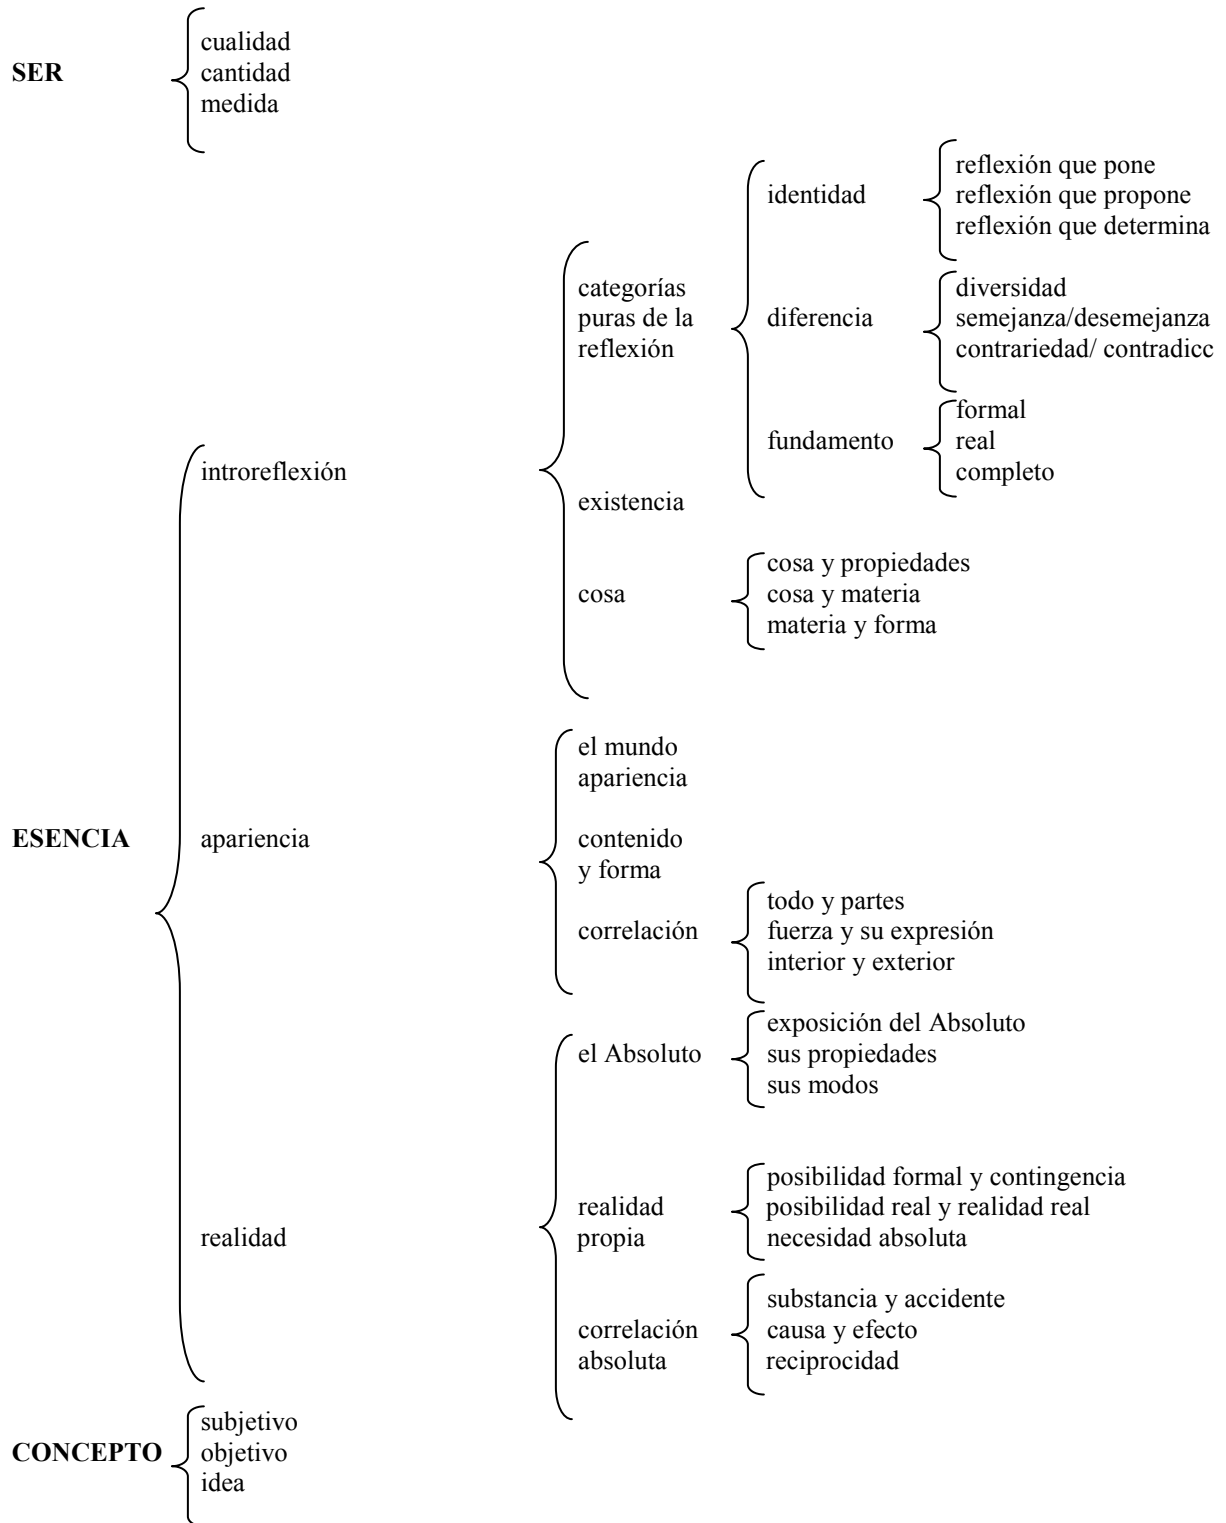 SER
cualidad
cantidad
medida
ESENCIA
introreflexión
categorías
puras de la
reflexión
identidad
reflexión que pone
reflexión que propone
reflexión que determina
diferencia
diversidad
semejanza/desemejanza
contrariedad/ contradicc
fundamento
formal
real
completo
existencia
cosa
cosa y propiedades
cosa y materia
materia y forma
apariencia
el mundo
apariencia
contenido
y forma
correlación
todo y partes
fuerza y su expresión
interior y exterior
realidad
el Absoluto
exposición del Absoluto
sus propiedades
sus modos
realidad
propia
posibilidad formal y contingencia
posibilidad real y realidad real
necesidad absoluta
correlación
absoluta
substancia y accidente
causa y efecto
reciprocidad
CONCEPTO
subjetivo
objetivo
idea